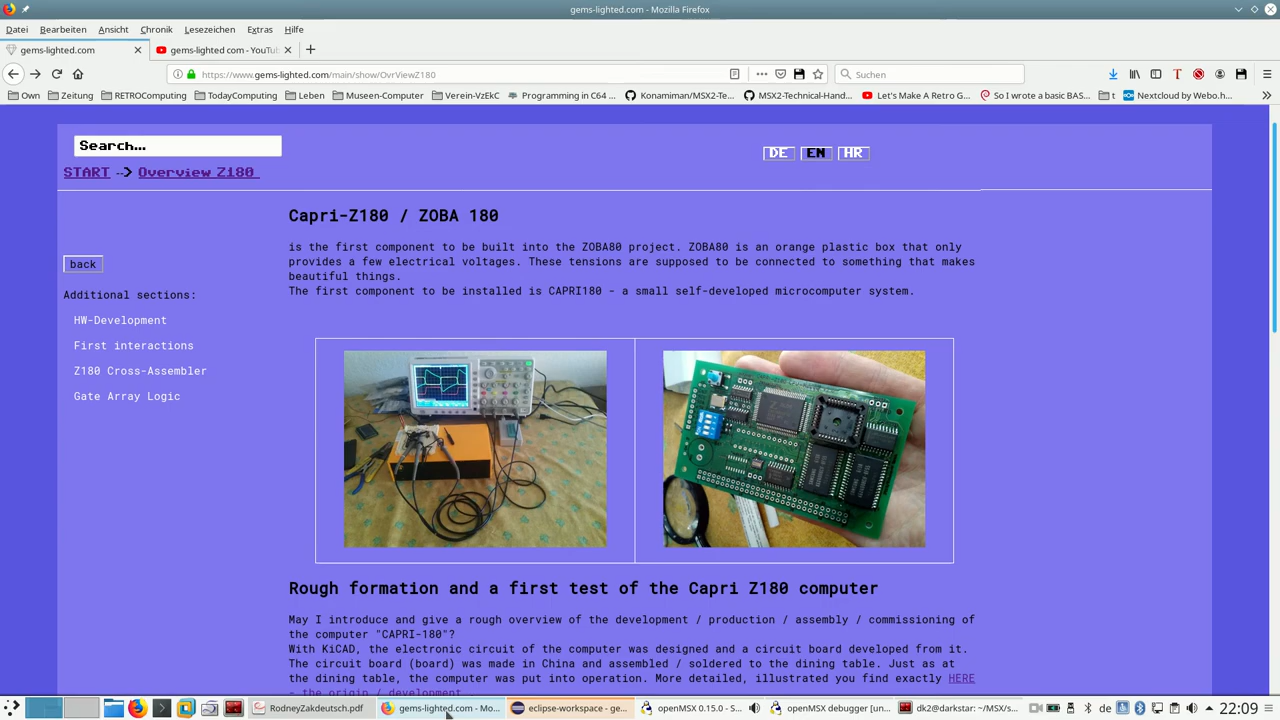 gems-lighted.com - Mozilla Firefox
Datei Bearbeiten Ansicht Chronik Lesezeichen Extras Hilfe
gems-lighted.com
gems-lighted com - YouTu
https://www.gems-lighted.com/main/show/OvrViewZ180
Suchen
Own Zeitung RETROComputing TodayComputing Leben Museen-Computer Verein-VzEkC Programming in C64 ... Konamiman/MSX2-Te... MSX2-Technical-Hand... Let's Make A Retro G... So I wrote a basic BAS... t Nextcloud by Webo.h...
Search...
DE EN HR
START --> Overview Z180
Capri-Z180 / ZOBA 180
is the first component to be built into the ZOBA80 project. ZOBA80 is an orange plastic box that only
provides a few electrical voltages. These tensions are supposed to be connected to something that makes
beautiful things.
The first component to be installed is CAPRI180 - a small self-developed microcomputer system.
back
Additional sections:
HW-Development
First interactions
Z180 Cross-Assembler
Gate Array Logic
Rough formation and a first test of the Capri Z180 computer
May I introduce and give a rough overview of the development / production / assembly / commissioning of
the computer "CAPRI-180"?
With KiCAD, the electronic circuit of the computer was designed and a circuit board developed from it.
The circuit board (board) was made in China and assembled / soldered to the dining table. Just as at
the dining table, the computer was put into operation. More detailed, illustrated you find exactly HERE
- the origin / development
RodneyZakdeutsch.pdf
gems-lighted.com - Mo...
eclipse-workspace - ge...
openMSX 0.15.0 - S...
openMSX debugger [un...
dk2@darkstar: ~/MSX/s...
de
22:09